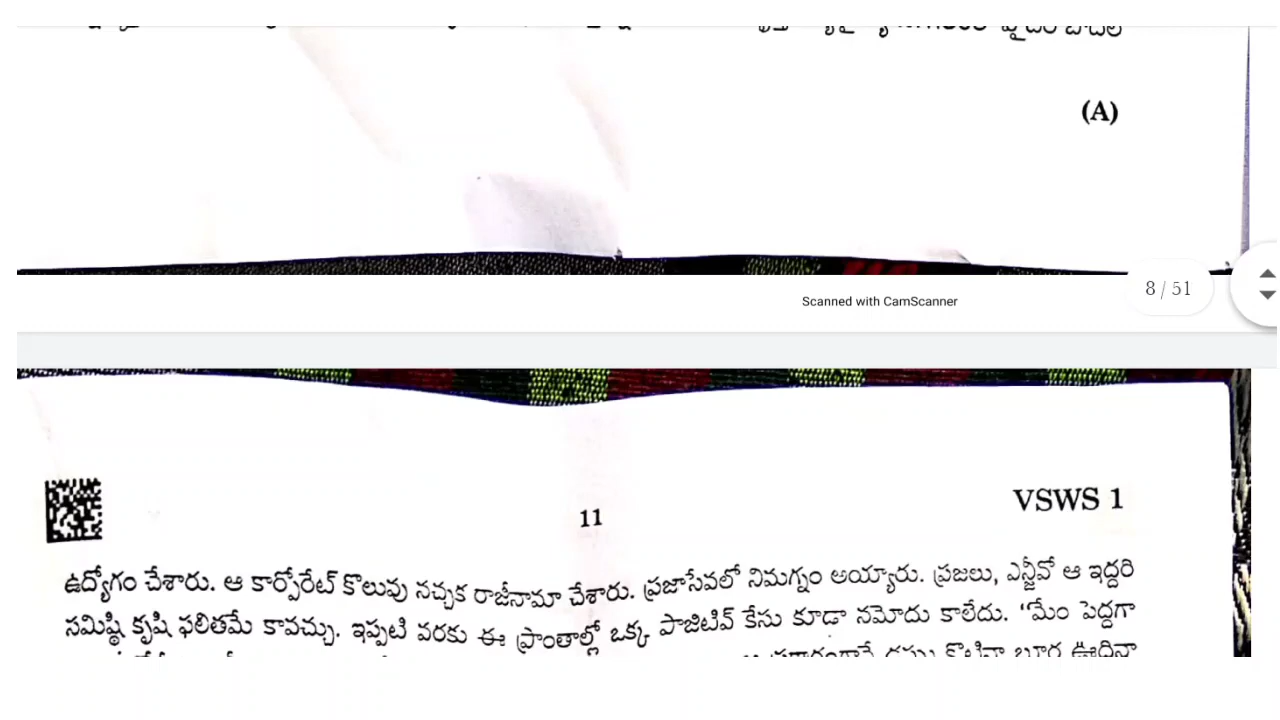 (A)
8 / 51
Scanned with CamScanner
11
VSWS 1
ఉద్యోగం చేశారు. ఆ కార్పోరేట్ కొలువు నచ్చక రాజీనామా చేశారు. ప్రజాసేవలో నిమగ్నం అయ్యారు. ప్రజలు, ఎన్జీవో ఆ ఇద్దరి
సమిష్ఠి కృషి ఫలితమే కావచ్చు. ఇప్పటి వరకు ఈ ప్రాంతాల్లో ఒక్క పాజిటివ్ కేసు కూడా నమోదు కాలేదు. “మేం పెద్దగా